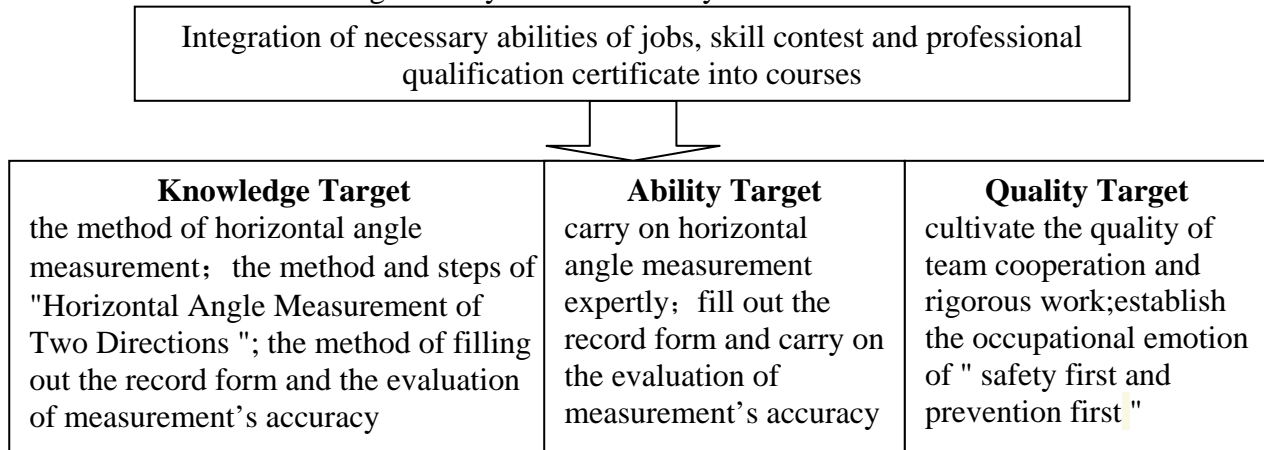 Integration of necessary abilities of jobs, skill contest and professional
qualification certificate into courses
Knowledge Target
the method of horizontal angle
measurement；the method and steps of
"Horizontal Angle Measurement of
Two Directions "; the method of filling
out the record form and the evaluation
of measurement’s accuracy
Ability Target
carry on horizontal
angle measurement
expertly；fill out the
record form and carry on
the evaluation of
measurement’s accuracy
Quality Target
cultivate the quality of
team cooperation and
rigorous work;establish
the occupational emotion
of " safety first and
prevention first "